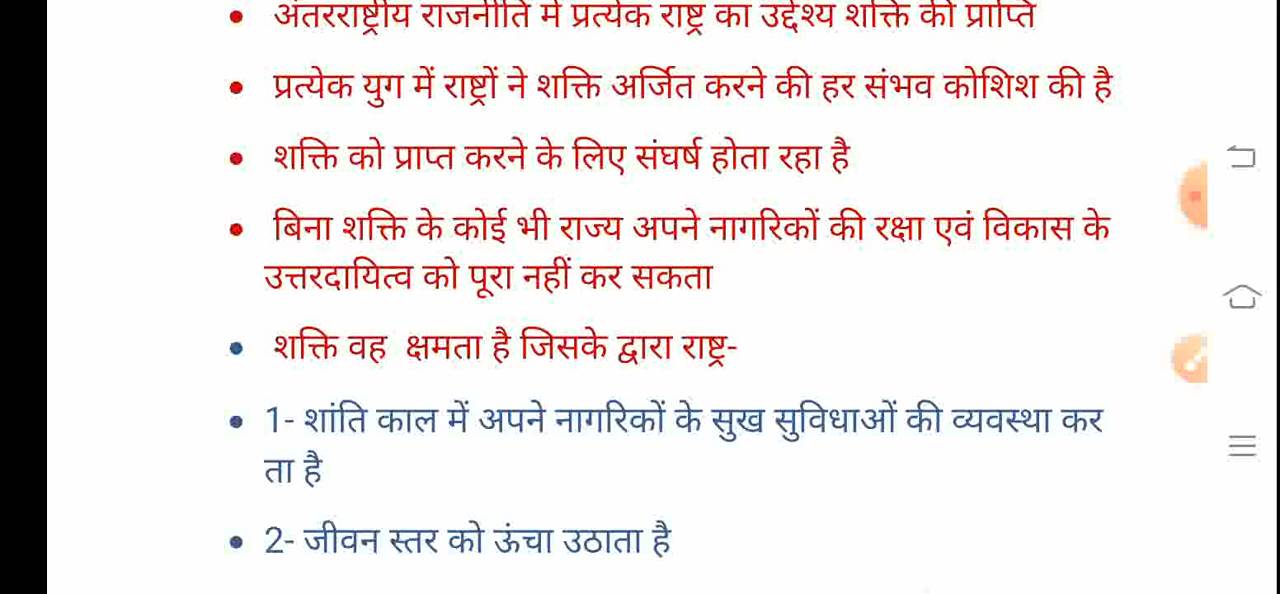 • अंतरराष्ट्रीय राजनीति में प्रत्येक राष्ट्र का उद्देश्य शक्ति की प्राप्ति
• प्रत्येक युग में राष्ट्रों ने शक्ति अर्जित करने की हर संभव कोशिश की है
• शक्ति को प्राप्त करने के लिए संघर्ष होता रहा है
• बिना शक्ति के कोई भी राज्य अपने नागरिकों की रक्षा एवं विकास के
उत्तरदायित्व को पूरा नहीं कर सकता
• शक्ति वह क्षमता है जिसके द्वारा राष्ट्र-
• 1- शांति काल में अपने नागरिकों के सुख सुविधाओं की व्यवस्था कर
ता है
• 2- जीवन स्तर को ऊंचा उठाता है